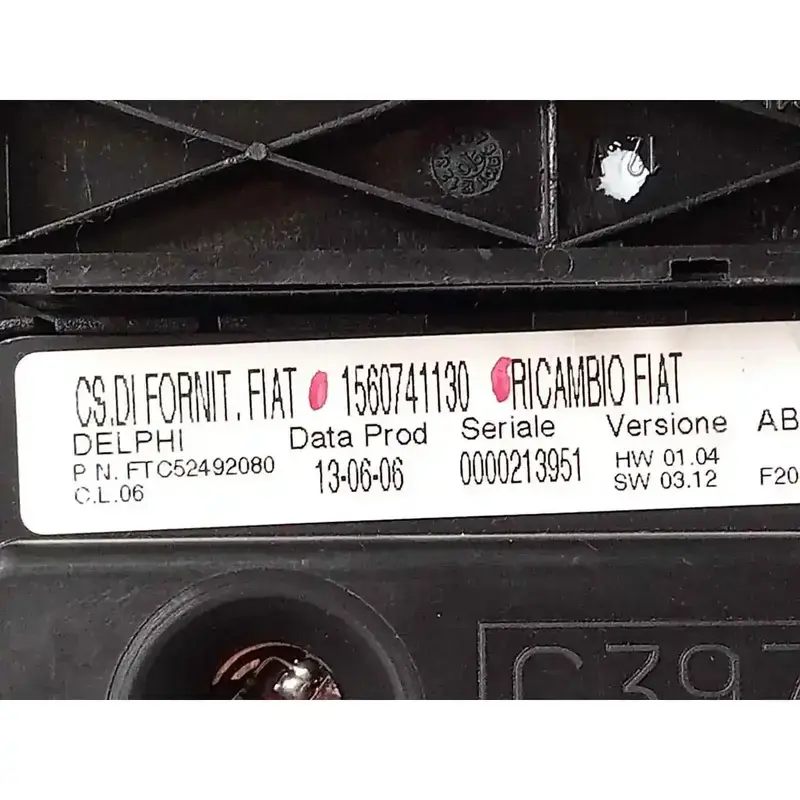 CS.DI FORNIT. FIAT 1560741130 RICAMBIO FIAT
DELPHI Data Prod Seriale Versione AB
P.N. FTC52492080 13-06-06 0000213951 HW 01.04
C.L.06 SW 03.12 F20
C397